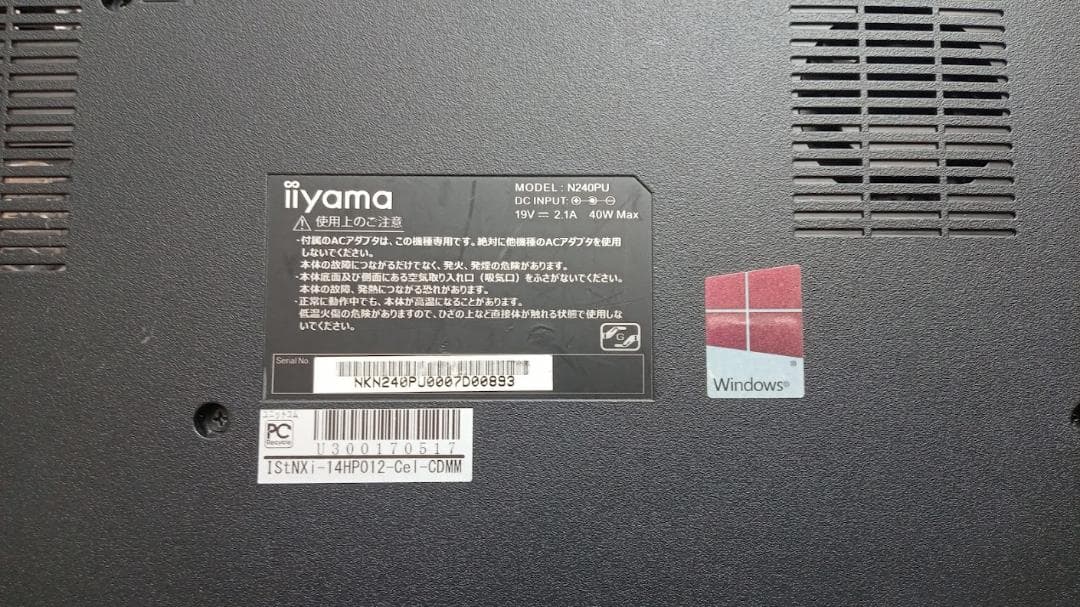 iiyama
使用上のご注意
MODEL : N240PU
DC INPUT:
19V 2.1A 40W Max
・付属のACアダプタは、この機種専用です。絶対に他機種のACアダプタを使用
しないでください。
本体の故障につながるだけでなく、発火、発煙の危険があります。
・本体底面及び側面にある空気取り入れ口(吸気口)をふさがないでください。
本体の故障、発熱につながる恐れがあります。
・正常に動作中でも、本体が高温になることがあります。
低温火傷の危険がありますので、ひざの上など直接体が触れる状態で使用しな
いでください。
G
Serial No.
NKN240PU0007D00893
Windows®
ユニットコム
PC
Recycle
U300170517
IStNXi-14HP012-Cel-CDMM